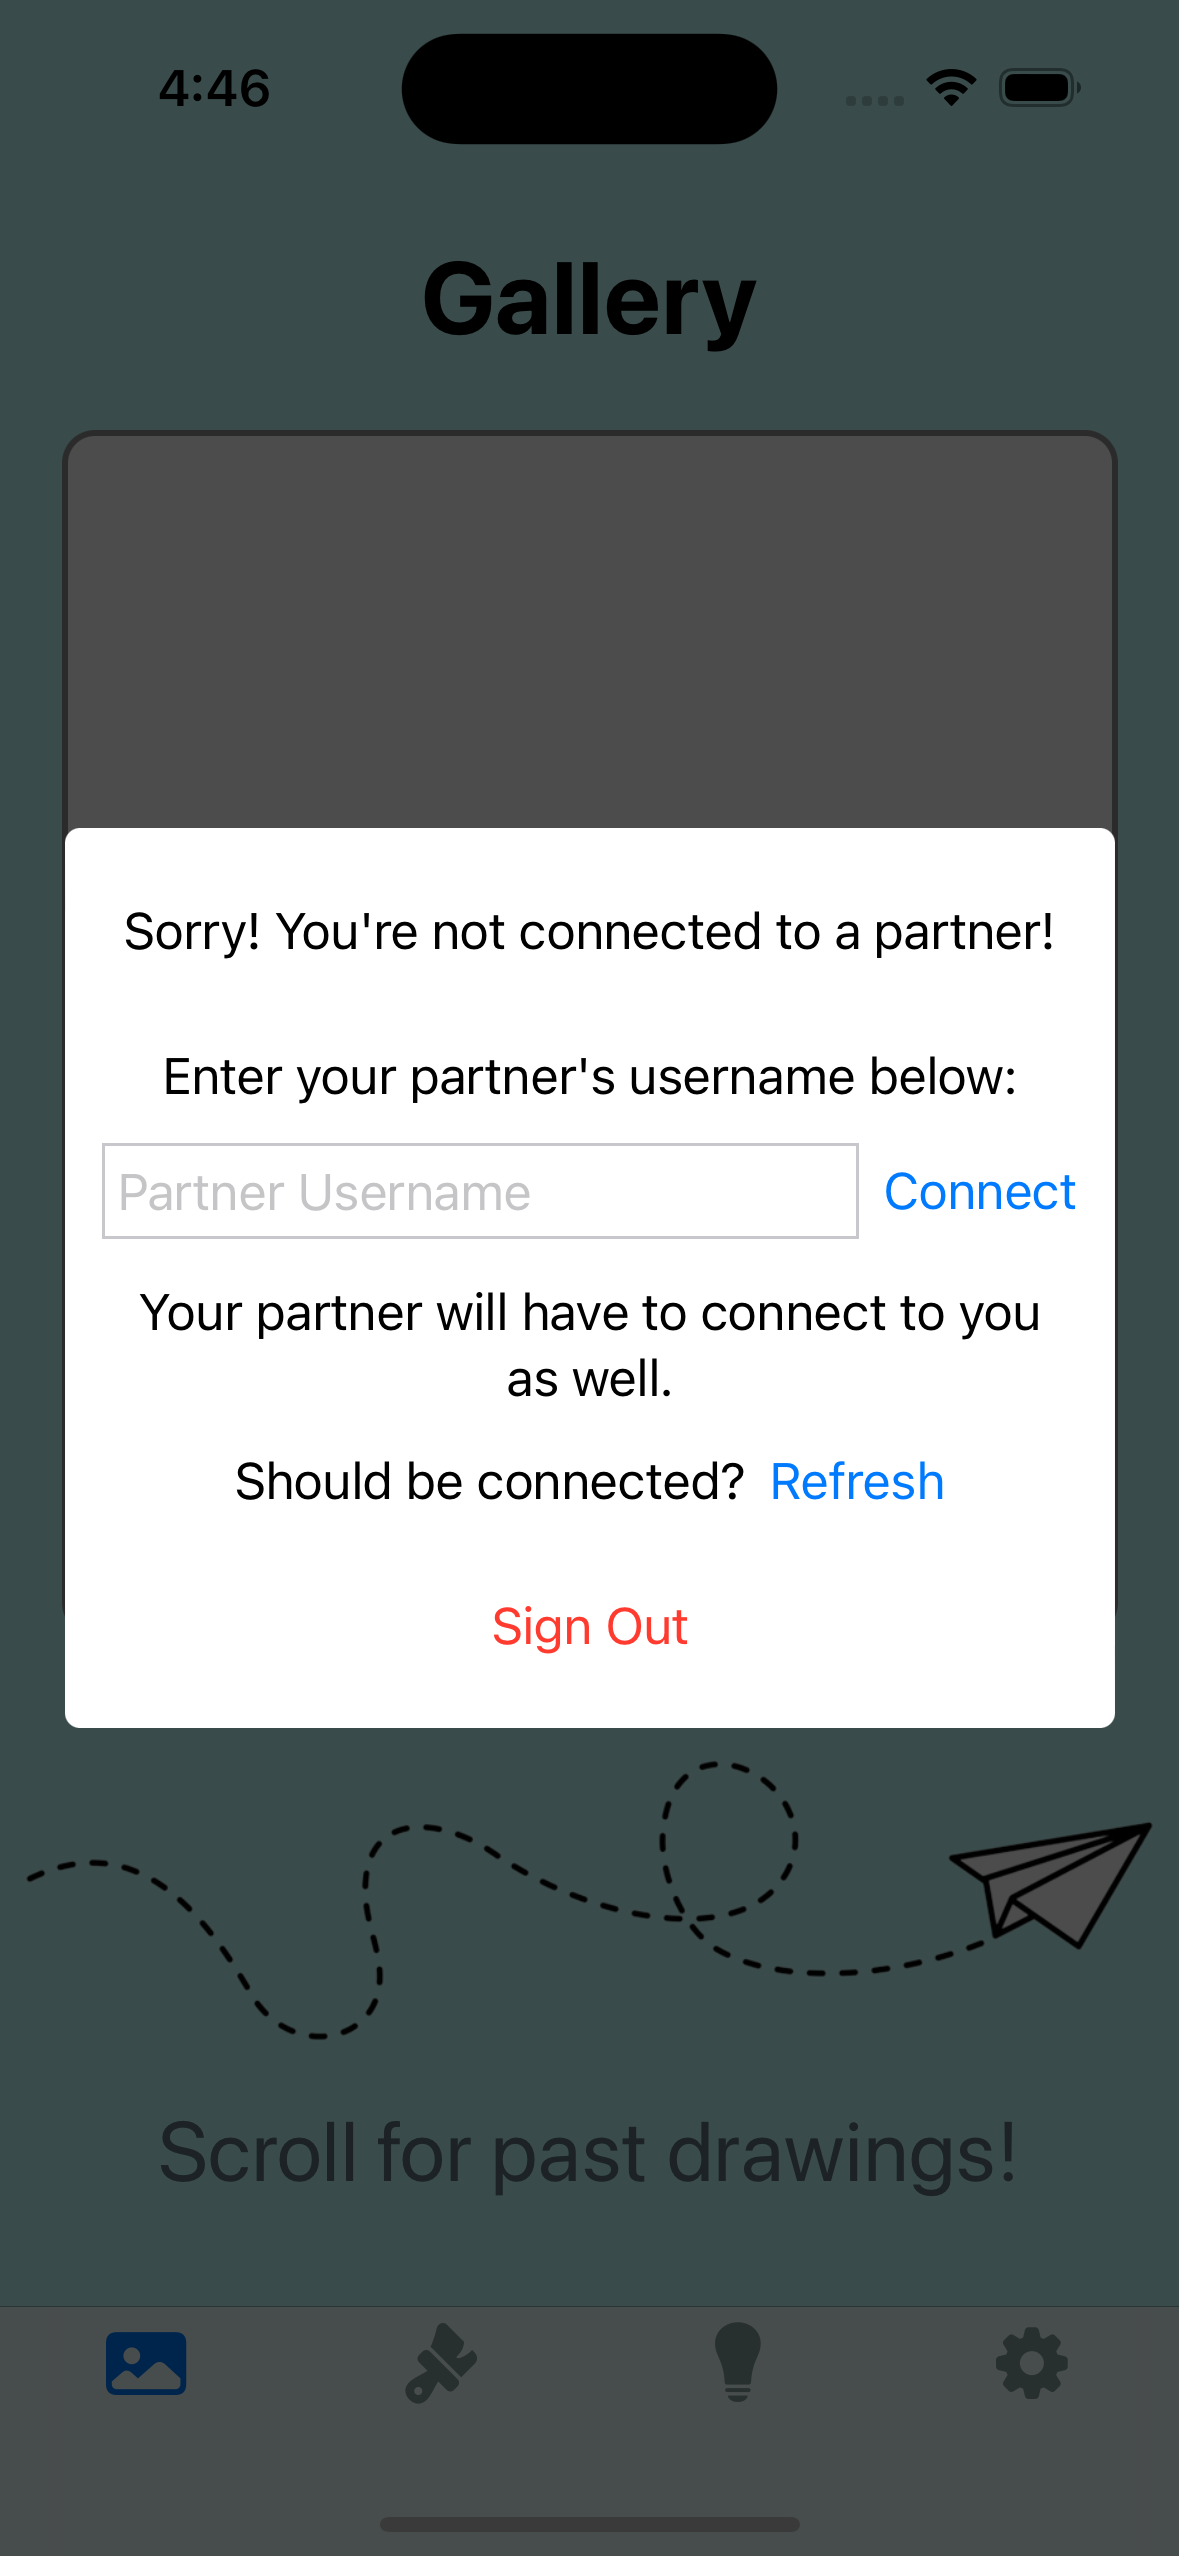 4:46
Gallery
Sorry! You're not connected to a partner!
Enter your partner's username below:
Partner Username
Connect
Your partner will have to connect to you
as well.
Should be connected? Refresh
Sign Out
Scroll for past drawings!